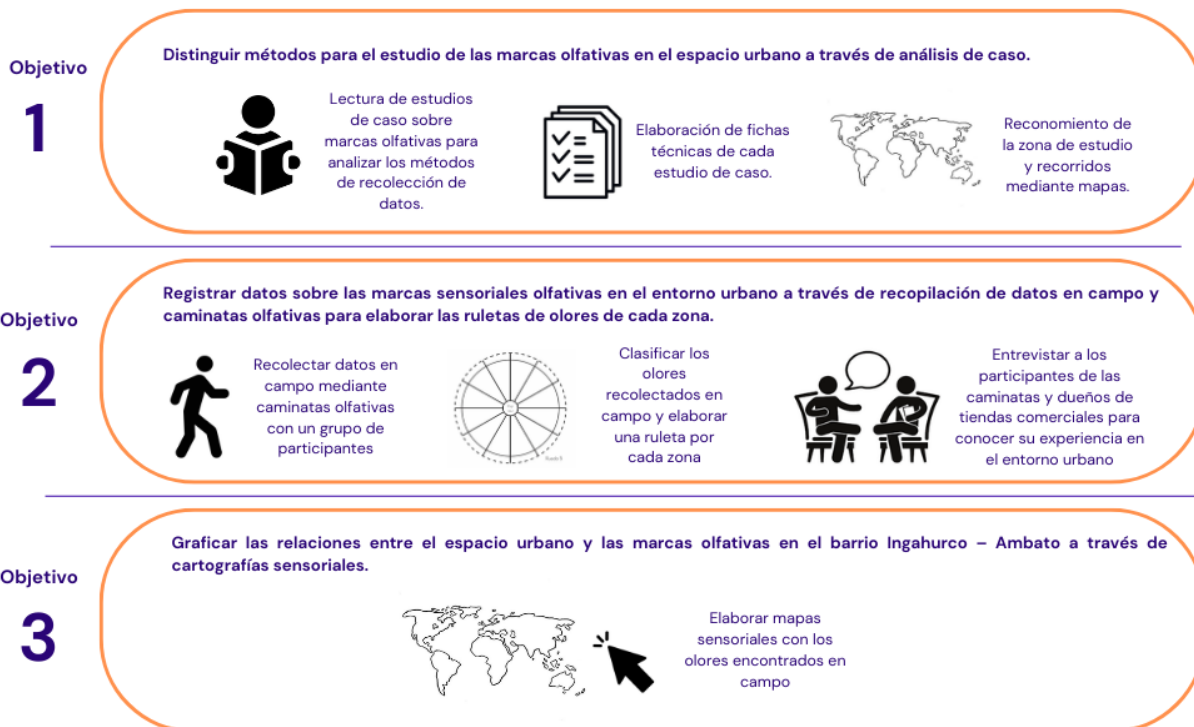 Objetivo
1
Distinguir métodos para el estudio de las marcas olfativas en el espacio urbano a través de análisis de caso.
Lectura de estudios
de caso sobre
marcas olfativas para
analizar los métodos
de recolección de
datos.
Elaboración de fichas
técnicas de cada
estudio de caso.
Reconomiento de
la zona de estudio
y recorridos
mediante mapas.
Objetivo
2
Registrar datos sobre las marcas sensoriales olfativas en el entorno urbano a través de recopilación de datos en campo y
caminatas olfativas para elaborar las ruletas de olores de cada zona.
Recolectar datos en
campo mediante
caminatas olfativas
con un grupo de
participantes
Clasificar los
olores
recolectados en
campo y elaborar
una ruleta por
cada zona
Entrevistar a los
participantes de las
caminatas y dueños de
tiendas comerciales para
conocer su experiencia en
el entorno urbano
Objetivo
3
Graficar las relaciones entre el espacio urbano y las marcas olfativas en el barrio Ingahurco – Ambato a través de
cartografías sensoriales.
Elaborar mapas
sensoriales con los
olores encontrados en
campo